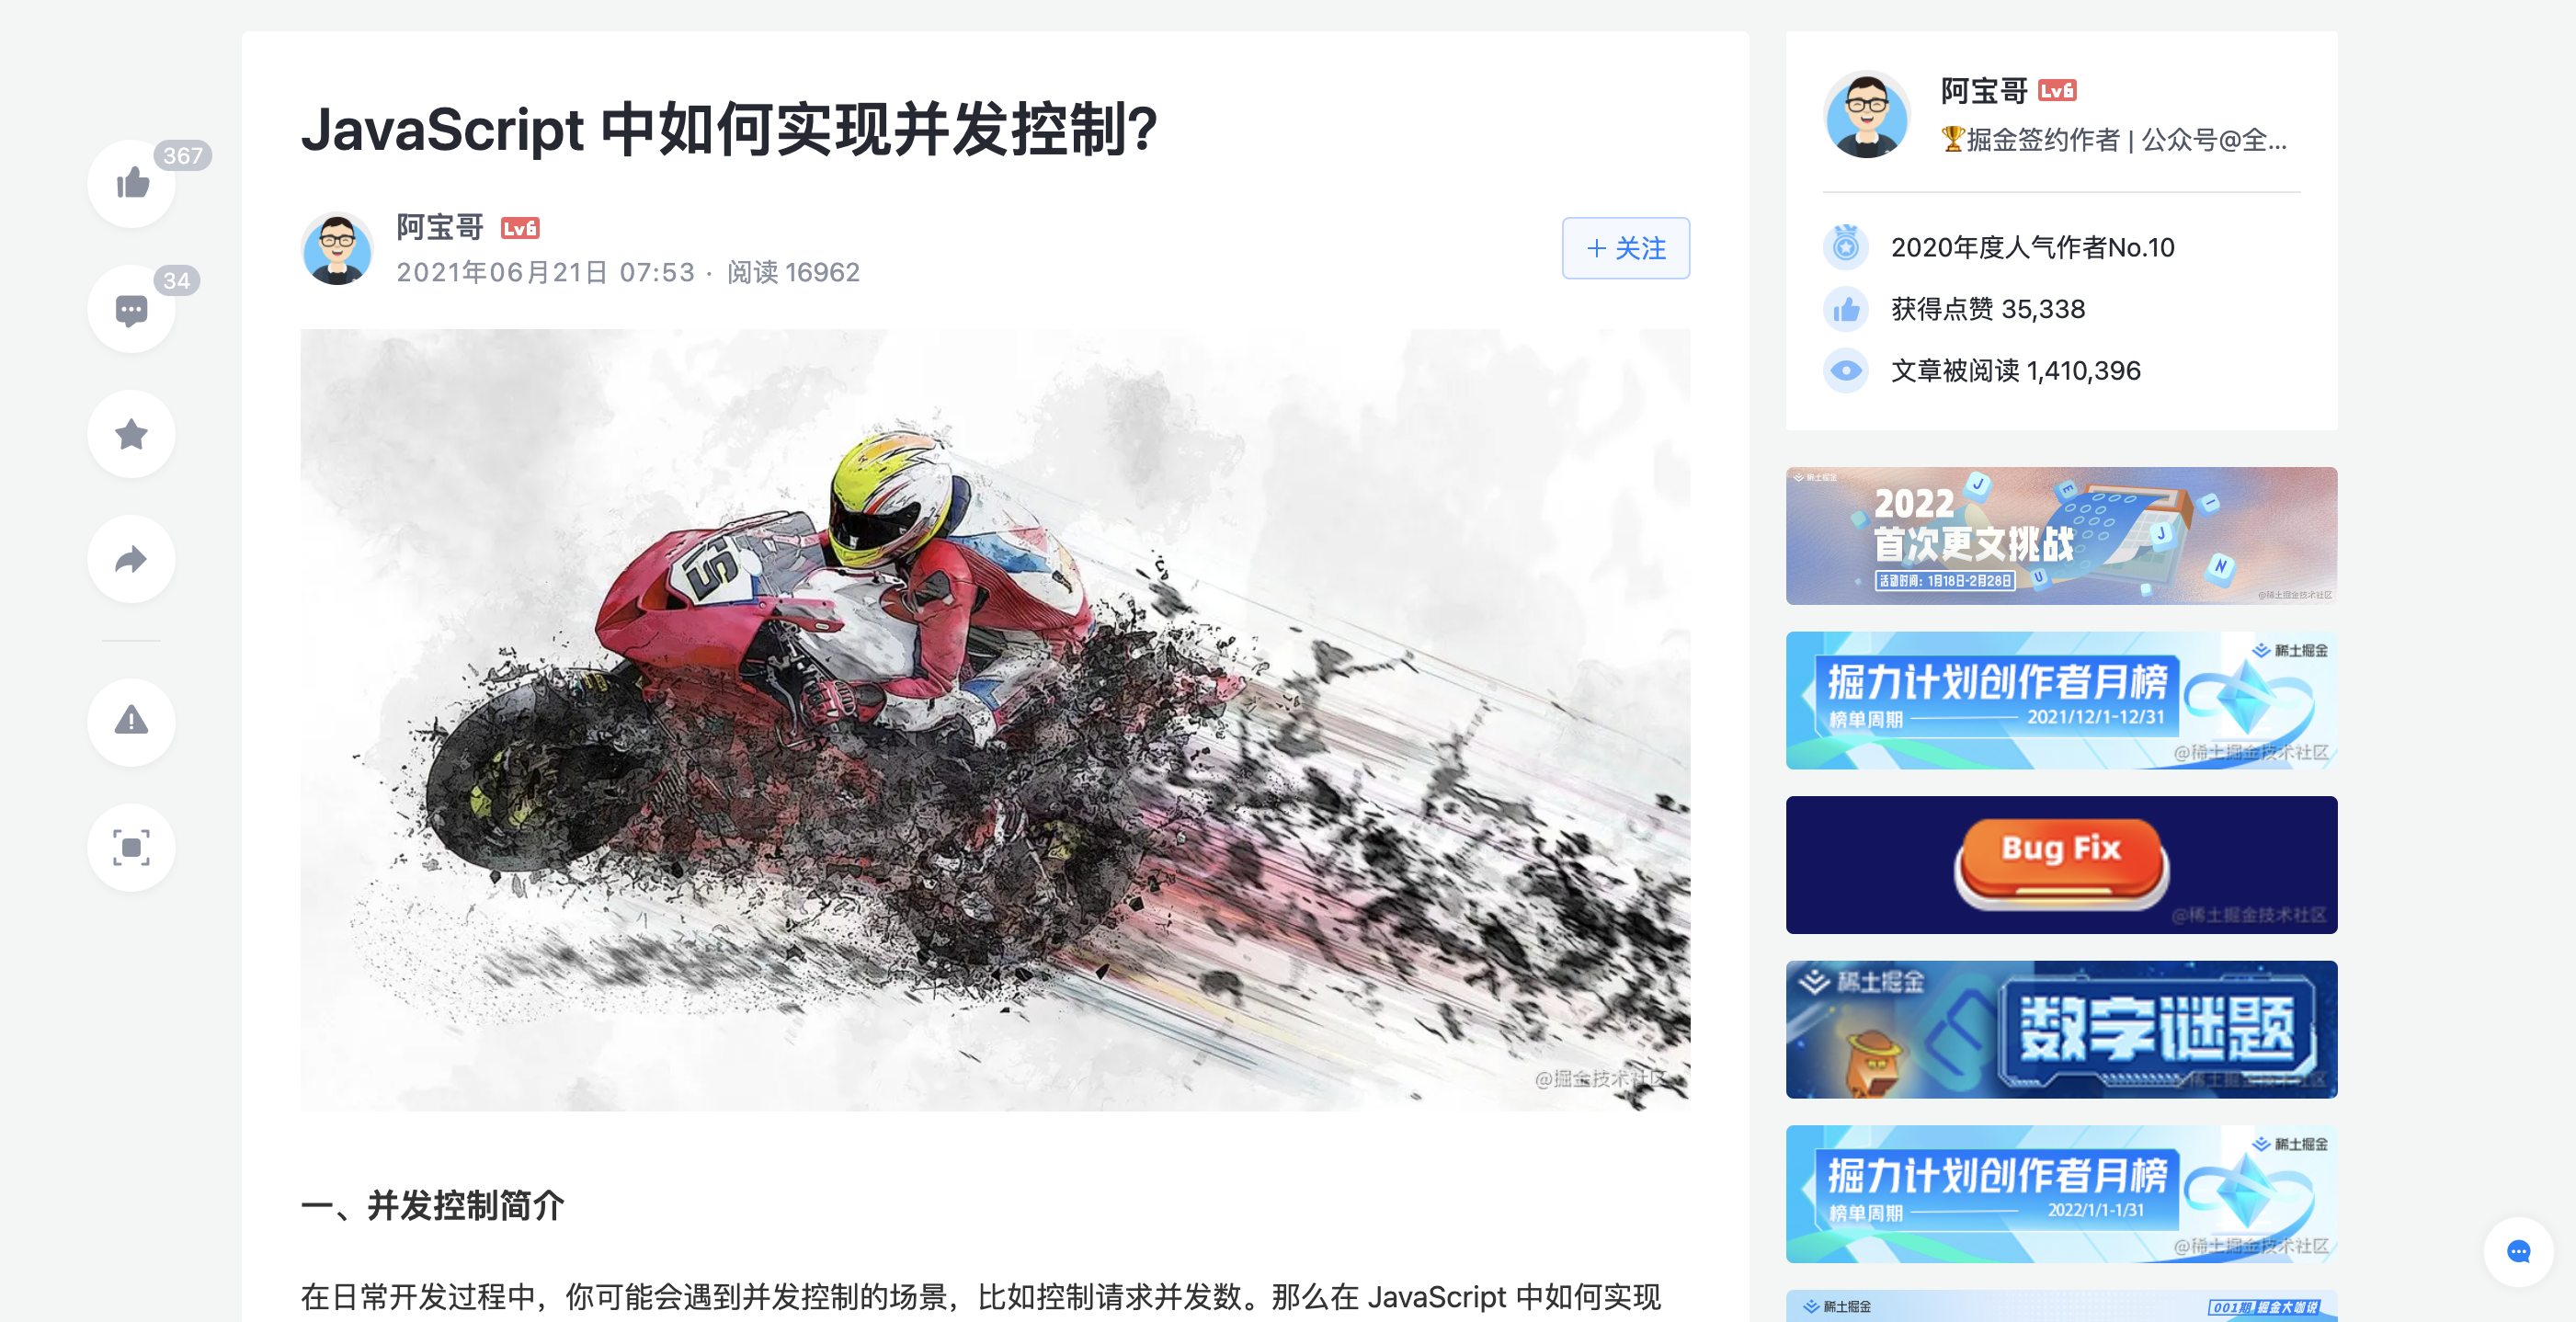 367
34
JavaScript 中如何实现并发控制?
阿宝哥 Lv6
2021年06月21日 07:53 · 阅读 16962
+ 关注
55
@掘金技术社区
一、并发控制简介
在日常开发过程中，你可能会遇到并发控制的场景，比如控制请求并发数。那么在 JavaScript 中如何实现
阿宝哥 Lv6
🏆掘金签约作者 | 公众号@全...
2020年度人气作者No.10
获得点赞 35,338
文章被阅读 1,410,396
稀土掘金
2022
首次更文挑战
活动时间：1月18日-2月28日
J
E
I
J
U
N
@稀土掘金技术社区
稀土掘金
掘力计划创作者月榜
榜单周期 2021/12/1-12/31
@稀土掘金技术社区
Bug Fix
@稀土掘金技术社区
稀土掘金
数字谜题
@稀土掘金技术社区
稀土掘金
掘力计划创作者月榜
榜单周期 2022/1/1-1/31
@稀土掘金技术社区
稀土掘金
001期 掘金大咖说